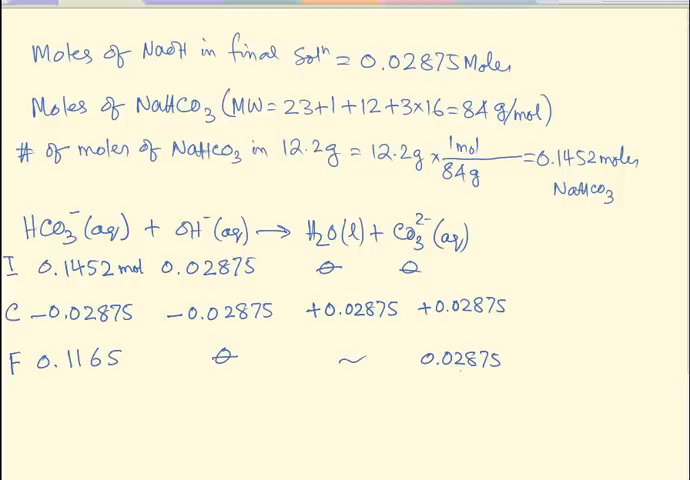 Moles of NaOH in final Solⁿ = 0.02875 Moles
Moles of NaHCO₃ (MW = 23+1+12+3×16 = 84 g/mol)
# of moles of NaHCO₃ in 12.2g = 12.2g × 1mol/84g = 0.1452 moles NaHCO₃
HCO₃⁻(aq) + OH⁻(aq) → H₂O(l) + CO₃²⁻(aq)
I 0.1452 mol 0.02875 0 0
C -0.02875 -0.02875 +0.02875 +0.02875
F 0.1165 0 ~ 0.02875